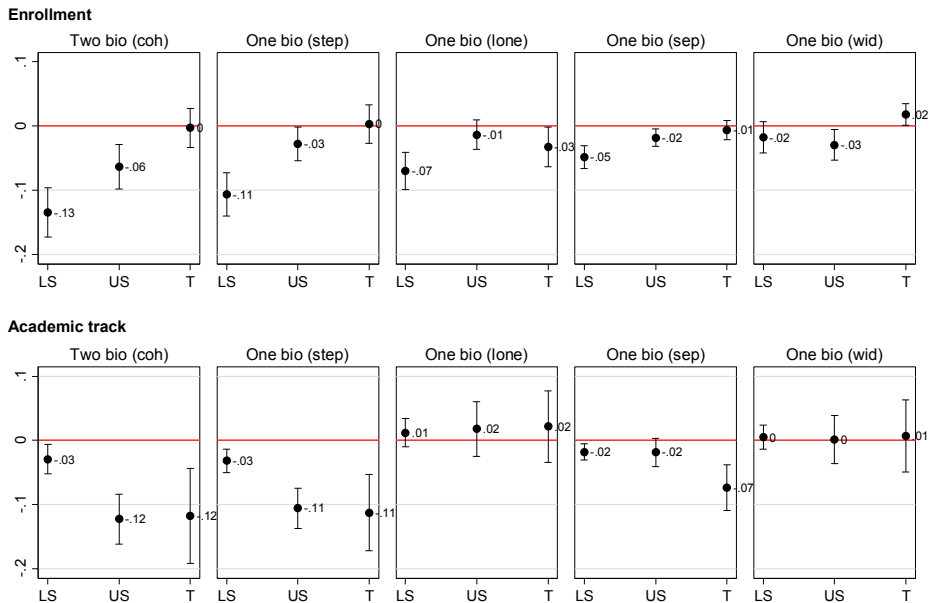 Enrollment
Two bio (coh) One bio (step) One bio (lone) One bio (sep) One bio (wid)
.1
0 0 0 -.01 -.01 .02
-.06 -.03 -.03 -.02 -.02 -.03
-.1 -.13 -.11 -.07 -.05
-.2
LS US T LS US T LS US T LS US T LS US T
Academic track
Two bio (coh) One bio (step) One bio (lone) One bio (sep) One bio (wid)
.1
0 -.03 -.03 .01 .02 .02 -.02 -.02 0 0 .01
-.1 -.12 -.12 -.11 -.11 -.07
-.2
LS US T LS US T LS US T LS US T LS US T